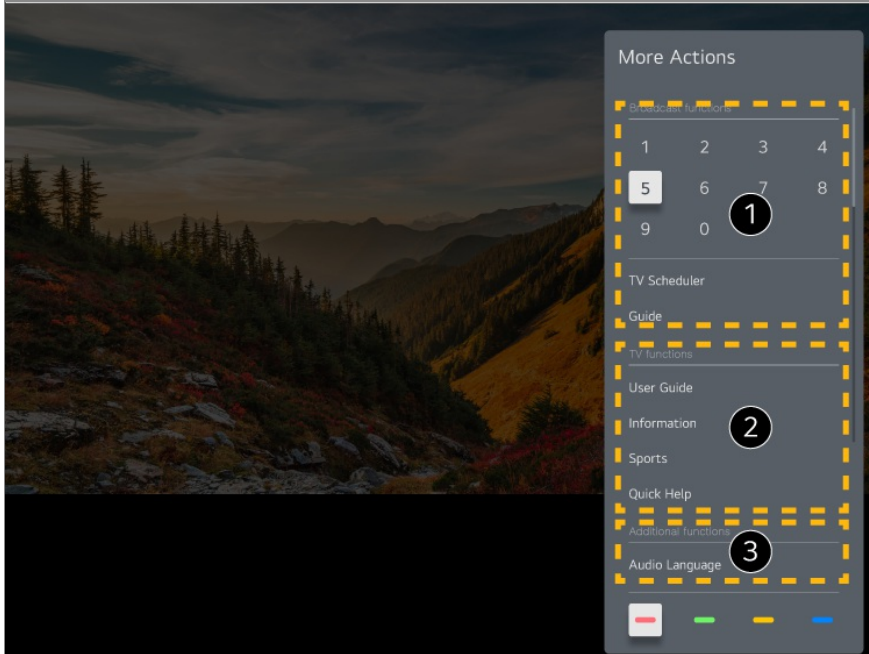 More Actions
Broadcast functions
1 2 3 4
5 6 7 8
1
9 0
TV Scheduler
Guide
TV functions
User Guide
Information
2
Sports
Quick Help
Additional functions
3
Audio Language